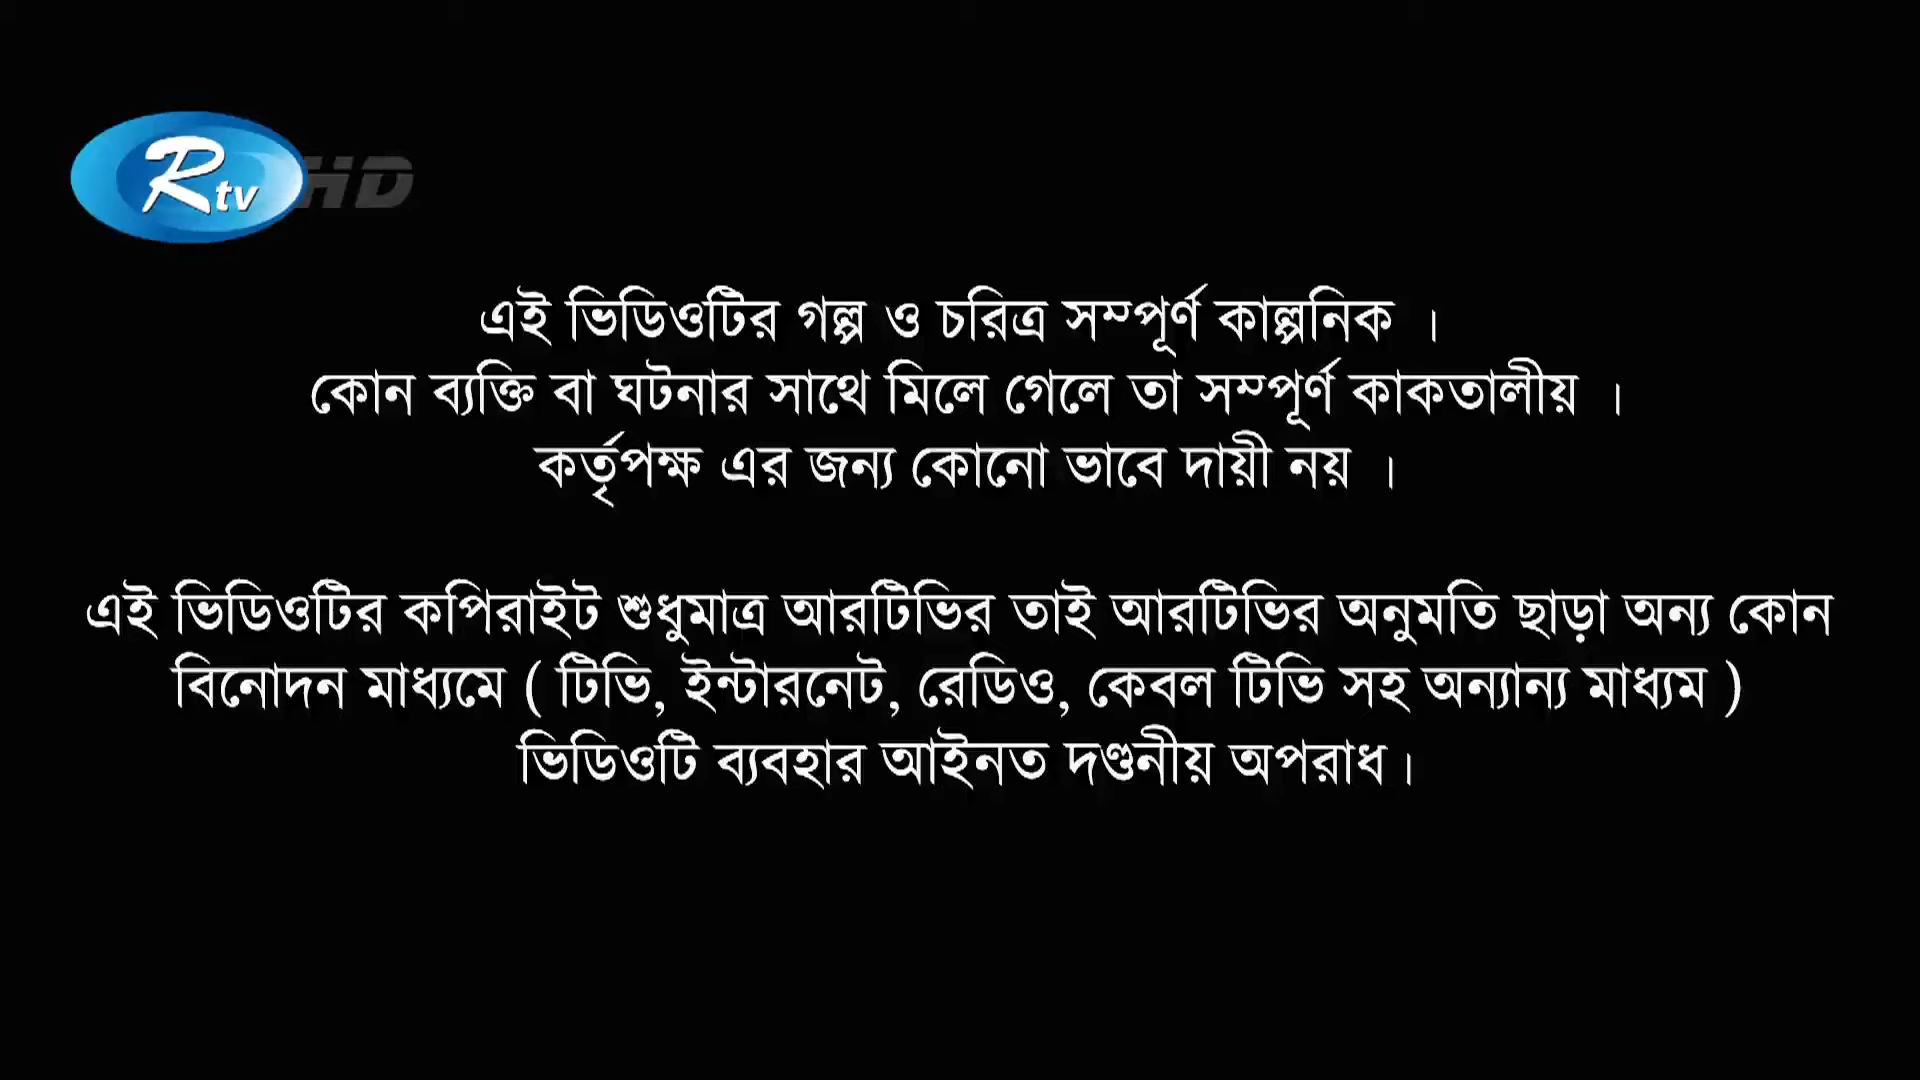 Rtv HD
এই ভিডিওটির গল্প ও চরিত্র সম্পূর্ণ কাল্পনিক ।
কোন ব্যক্তি বা ঘটনার সাথে মিলে গেলে তা সম্পূর্ণ কাকতালীয় ।
কর্তৃপক্ষ এর জন্য কোনো ভাবে দায়ী নয় ।
এই ভিডিওটির কপিরাইট শুধুমাত্র আরটিভির তাই আরটিভির অনুমতি ছাড়া অন্য কোন
বিনোদন মাধ্যমে ( টিভি, ইন্টারনেট, রেডিও, কেবল টিভি সহ অন্যান্য মাধ্যম )
ভিডিওটি ব্যবহার আইনত দণ্ডনীয় অপরাধ।